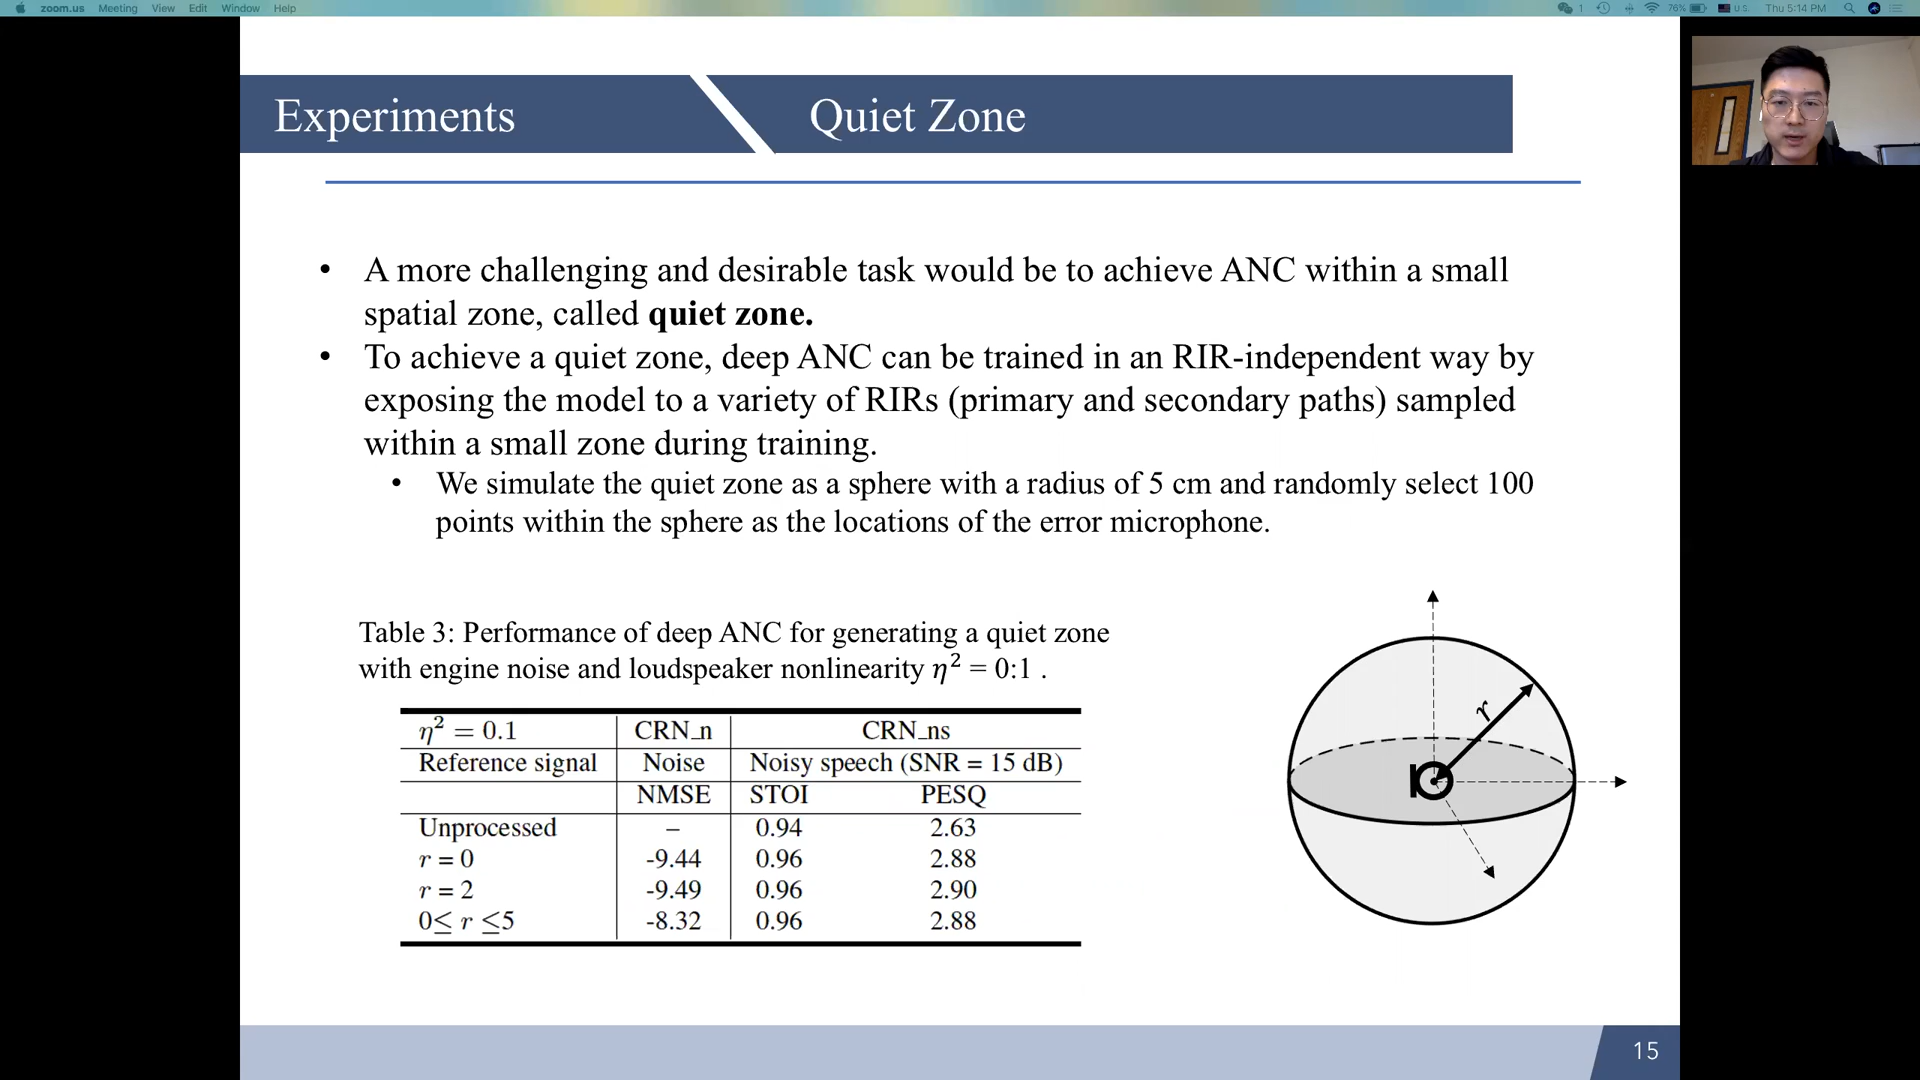 zoom.us Meeting View Edit Window Help
1 76% U.S. Thu 5:14 PM
Experiments
Quiet Zone
• A more challenging and desirable task would be to achieve ANC within a small
spatial zone, called quiet zone.
• To achieve a quiet zone, deep ANC can be trained in an RIR-independent way by
exposing the model to a variety of RIRs (primary and secondary paths) sampled
within a small zone during training.
• We simulate the quiet zone as a sphere with a radius of 5 cm and randomly select 100
points within the sphere as the locations of the error microphone.
Table 3: Performance of deep ANC for generating a quiet zone
with engine noise and loudspeaker nonlinearity η² = 0:1 .
η² = 0.1 CRN_n CRN_ns
Reference signal Noise Noisy speech (SNR = 15 dB)
NMSE STOI PESQ
Unprocessed – 0.94 2.63
r = 0 -9.44 0.96 2.88
r = 2 -9.49 0.96 2.90
0≤ r ≤5 -8.32 0.96 2.88
r
15